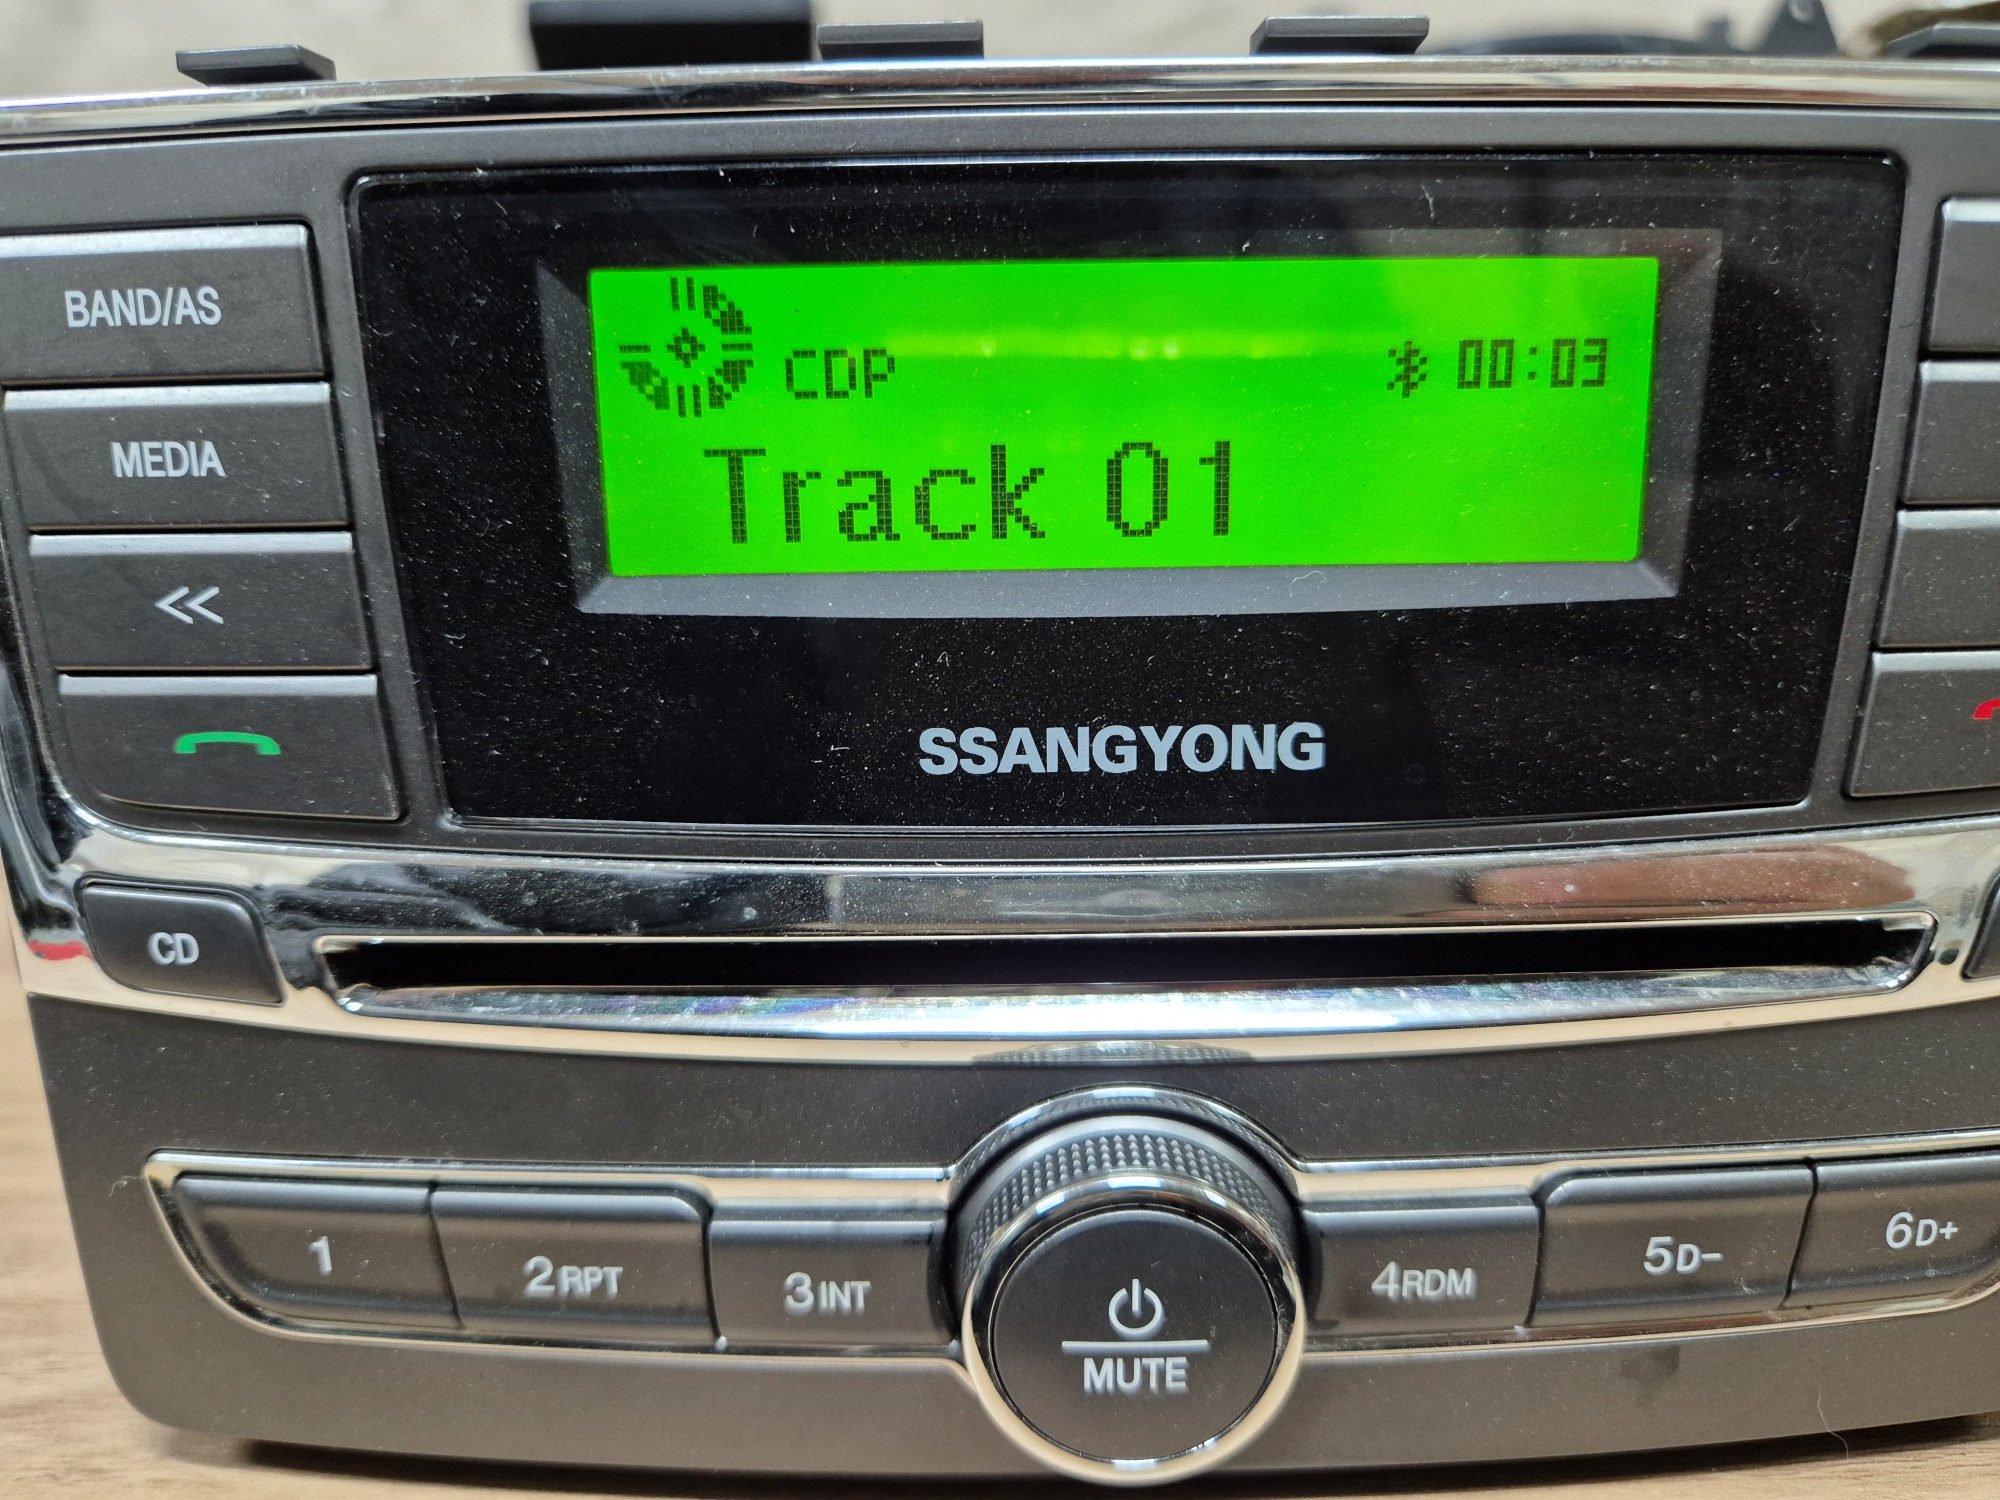 BAND/AS
MEDIA
CDP 00:03
Track 01
SSANGYONG
CD
1 2RPT 3INT 4RDM 5D- 6D+
MUTE